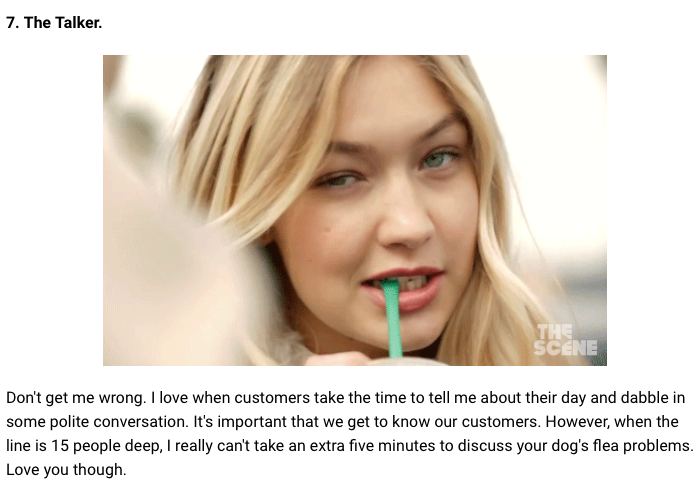 7. The Talker.
THE
SCENE
Don't get me wrong. I love when customers take the time to tell me about their day and dabble in
some polite conversation. It's important that we get to know our customers. However, when the
line is 15 people deep, I really can't take an extra five minutes to discuss your dog's flea problems.
Love you though.